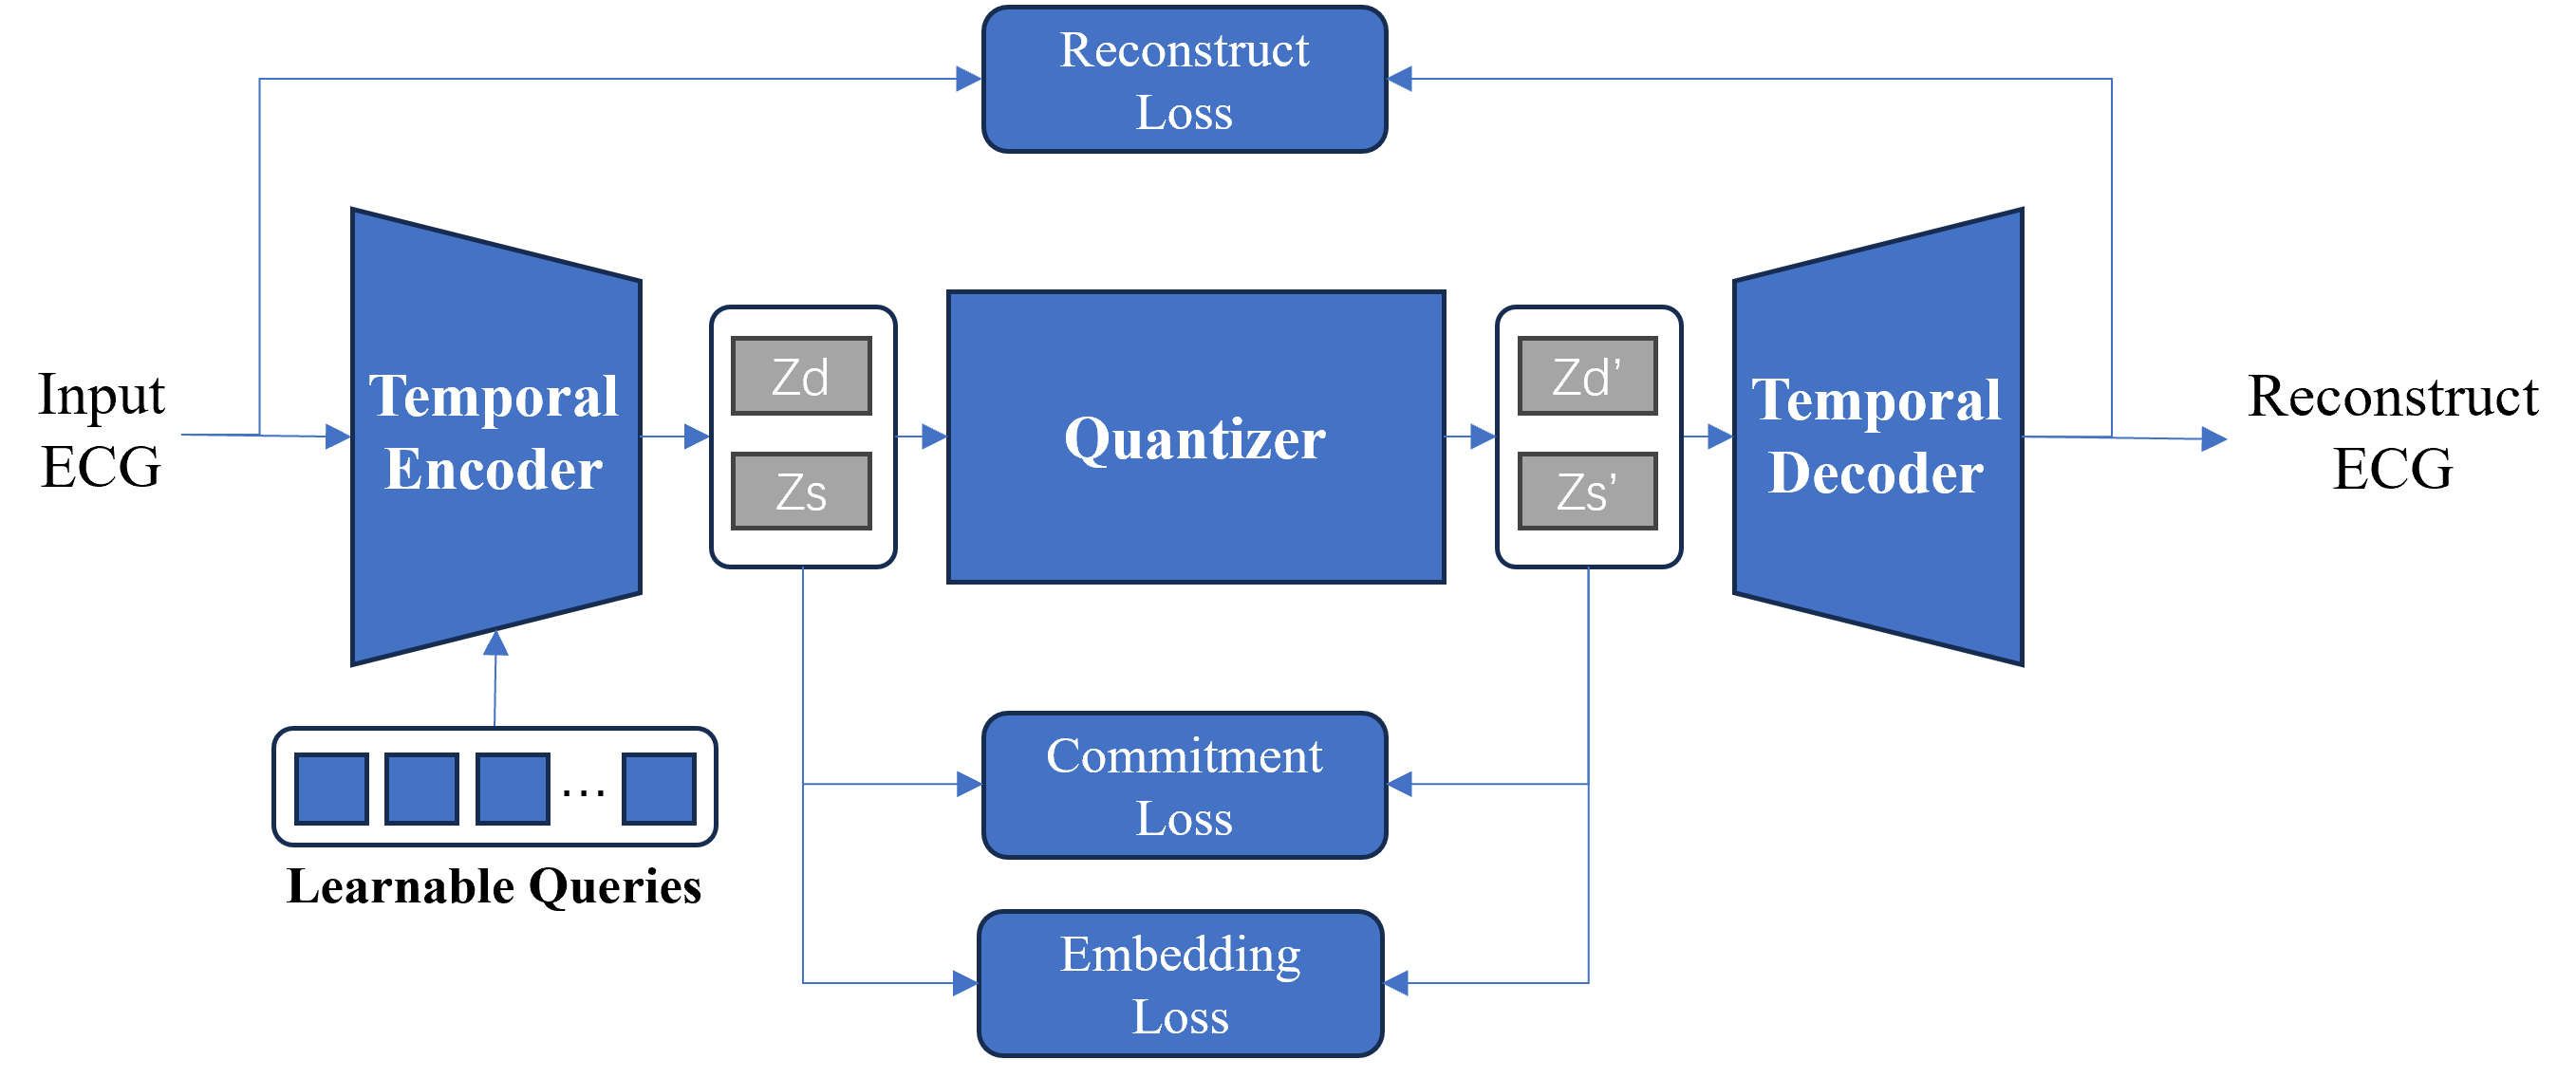 Reconstruct
Loss
Input
ECG
Temporal
Encoder
Zd
Zs
Quantizer
Zd’
Zs’
Temporal
Decoder
Reconstruct
ECG
...
Learnable Queries
Commitment
Loss
Embedding
Loss